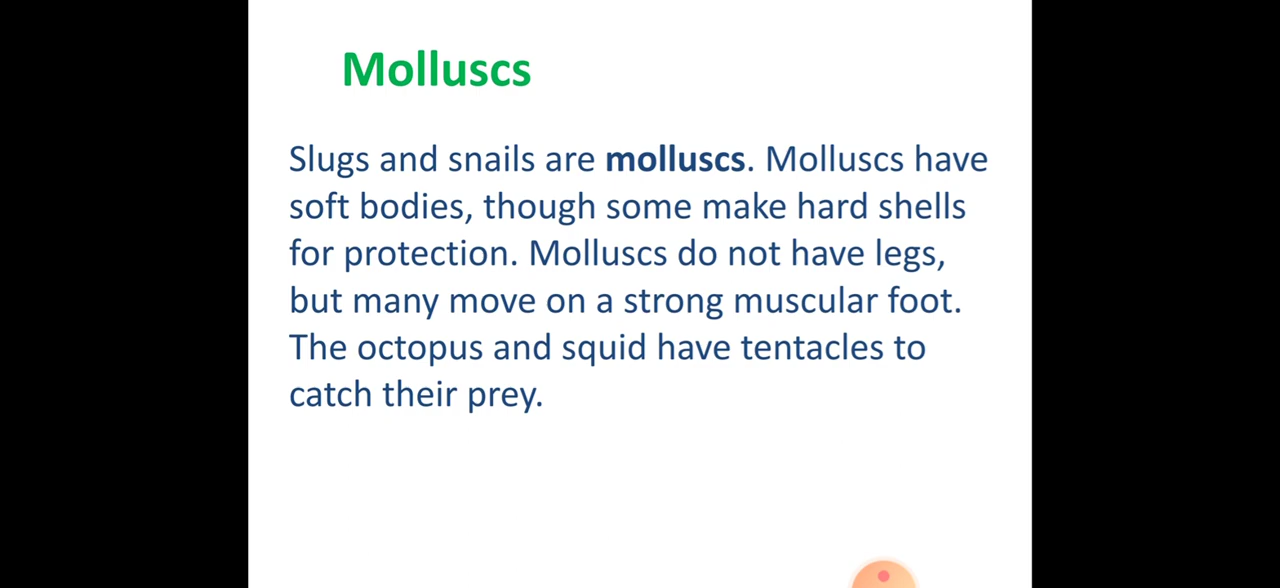 Molluscs
Slugs and snails are molluscs. Molluscs have
soft bodies, though some make hard shells
for protection. Molluscs do not have legs,
but many move on a strong muscular foot.
The octopus and squid have tentacles to
catch their prey.